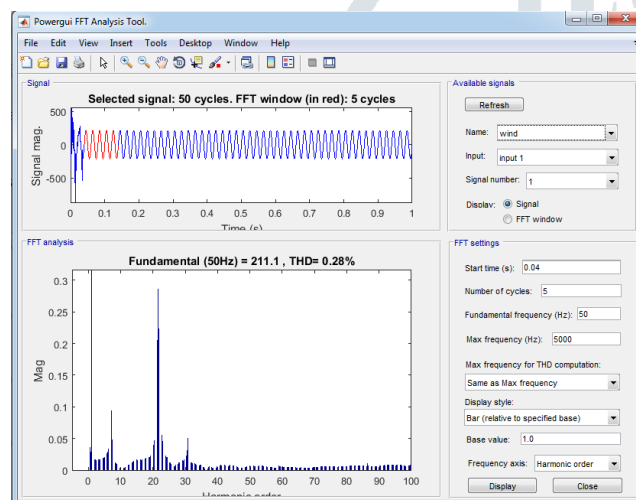 Powergui FFT Analysis Tool.
File Edit View Insert Tools Desktop Window Help
Signal
Selected signal: 50 cycles. FFT window (in red): 5 cycles
500
0
-500
Signal mag.
0 0.1 0.2 0.3 0.4 0.5 0.6 0.7 0.8 0.9 1
Time (s)
FFT analysis
Fundamental (50Hz) = 211.1 , THD= 0.28%
0.3
0.25
0.2
0.15
0.1
0.05
0
Mag
0 10 20 30 40 50 60 70 80 90 100
Harmonic order
Available signals
Refresh
Name: wind
Input: input 1
Signal number: 1
Display: Signal
FFT window
FFT settings
Start time (s): 0.04
Number of cycles: 5
Fundamental frequency (Hz): 50
Max frequency (Hz): 5000
Max frequency for THD computation:
Same as Max frequency
Display style:
Bar (relative to specified base)
Base value: 1.0
Frequency axis: Harmonic order
Display Close